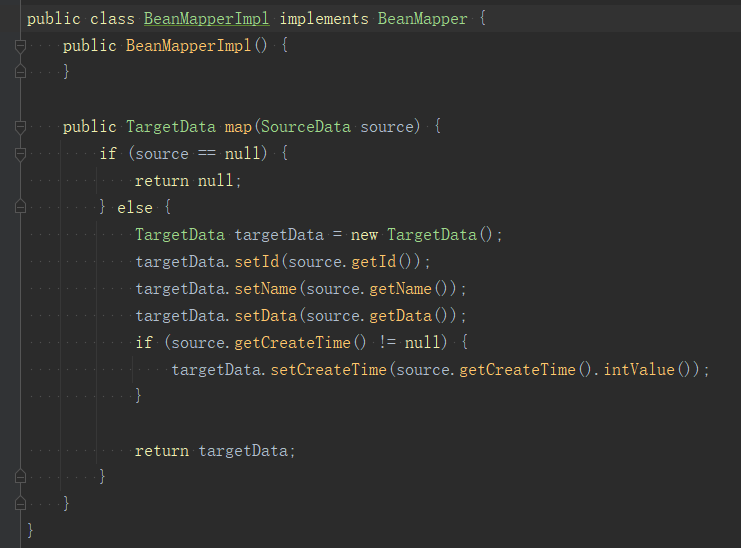 public class BeanMapperImpl implements BeanMapper {
public BeanMapperImpl() {
}
public TargetData map(SourceData source) {
if (source == null) {
return null;
} else {
TargetData targetData = new TargetData();
targetData.setId(source.getId());
targetData.setName(source.getName());
targetData.setData(source.getData());
if (source.getCreateTime() != null) {
targetData.setCreateTime(source.getCreateTime().intValue());
}
return targetData;
}
}
}